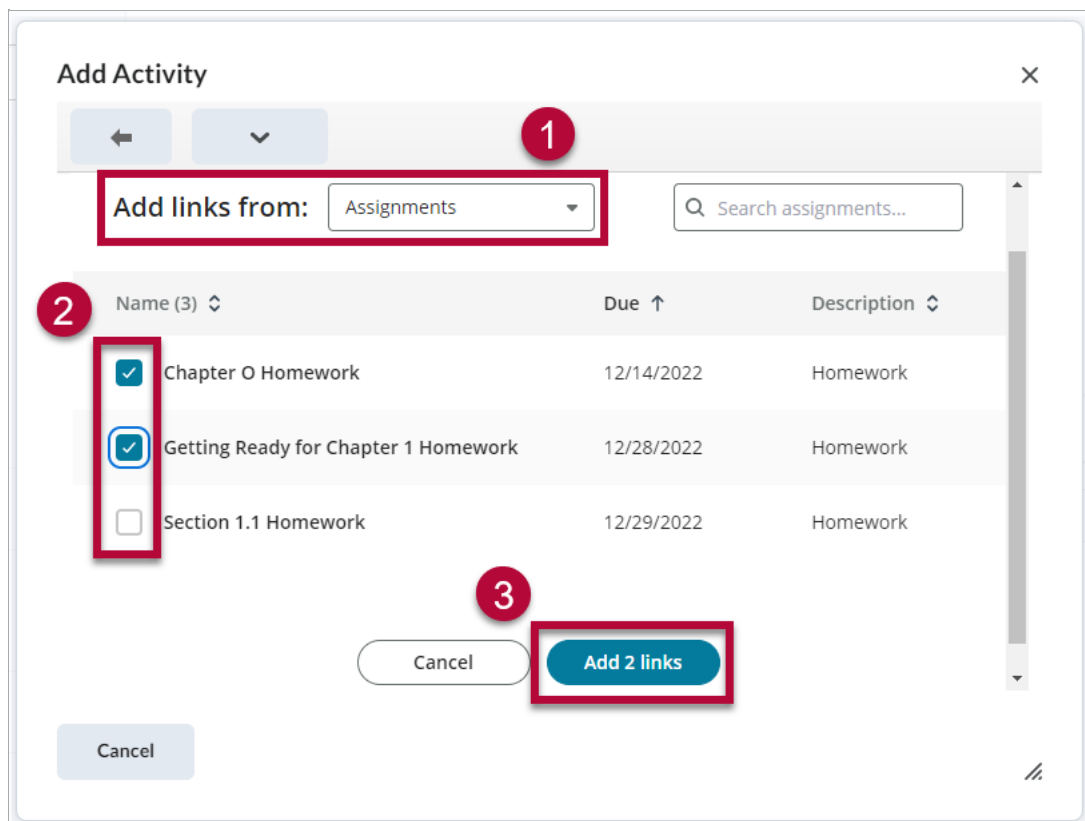 Add Activity
1
Add links from: Assignments Search assignments...
2 Name (3) Due Description
Chapter O Homework 12/14/2022 Homework
Getting Ready for Chapter 1 Homework 12/28/2022 Homework
Section 1.1 Homework 12/29/2022 Homework
3
Cancel Add 2 links
Cancel